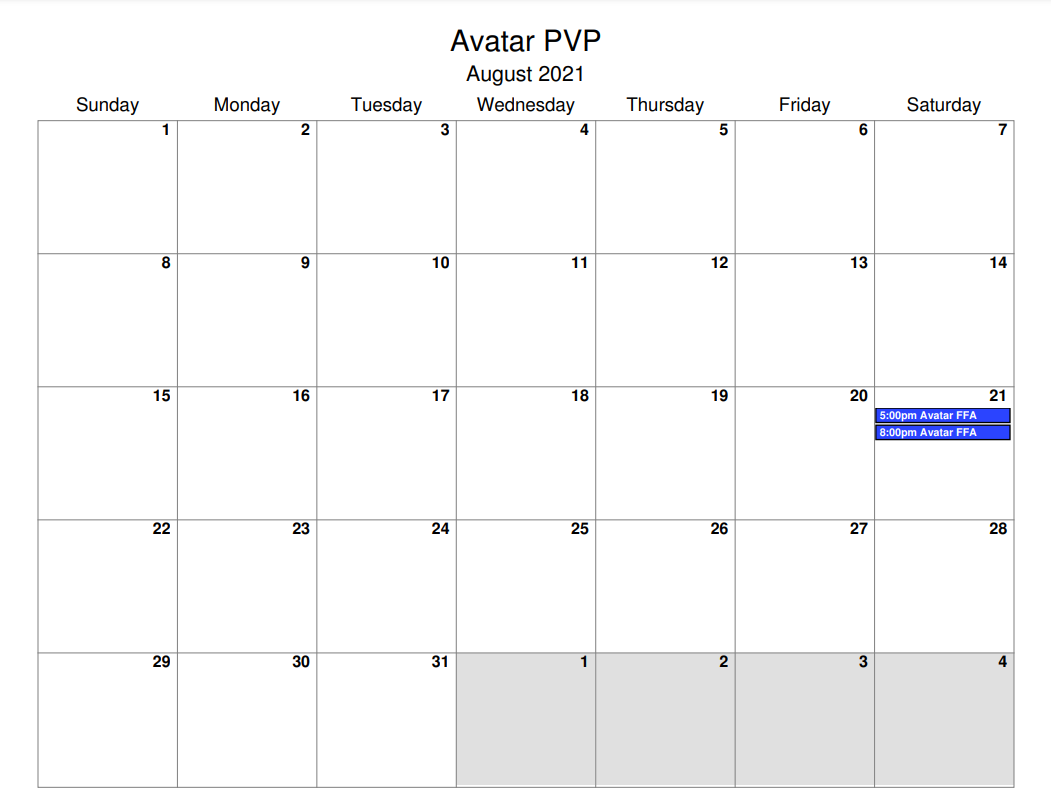 Avatar PVP
August 2021
Sunday Monday Tuesday Wednesday Thursday Friday Saturday
1 2 3 4 5 6 7
8 9 10 11 12 13 14
15 16 17 18 19 20 21
5:00pm Avatar FFA
8:00pm Avatar FFA
22 23 24 25 26 27 28
29 30 31 1 2 3 4